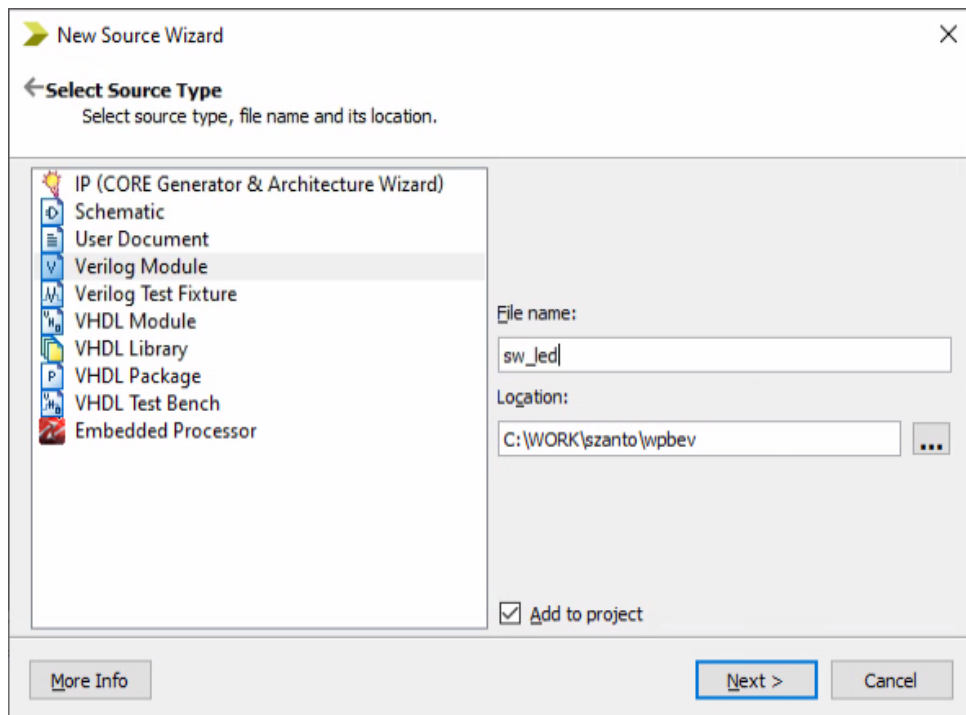 New Source Wizard
Select Source Type
Select source type, file name and its location.
IP (CORE Generator & Architecture Wizard)
Schematic
User Document
Verilog Module
Verilog Test Fixture
VHDL Module
VHDL Library
VHDL Package
VHDL Test Bench
Embedded Processor
File name:
sw_led
Location:
C:\WORK\szanto\wpbev
...
Add to project
More Info
Next >
Cancel